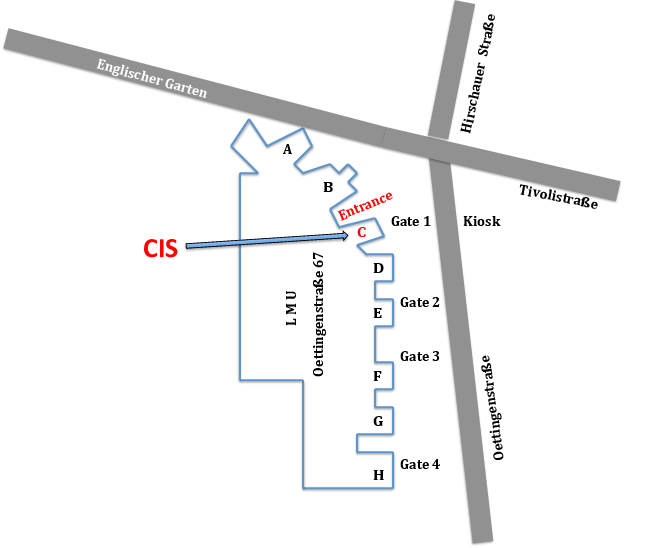 Hirschauer Straße
Englischer Garten
Tivolistraße
A
B
Entrance
Gate 1
Kiosk
C
CIS
D
L M U
Oettingenstraße 67
Gate 2
E
Gate 3
F
Oettingenstraße
G
Gate 4
H